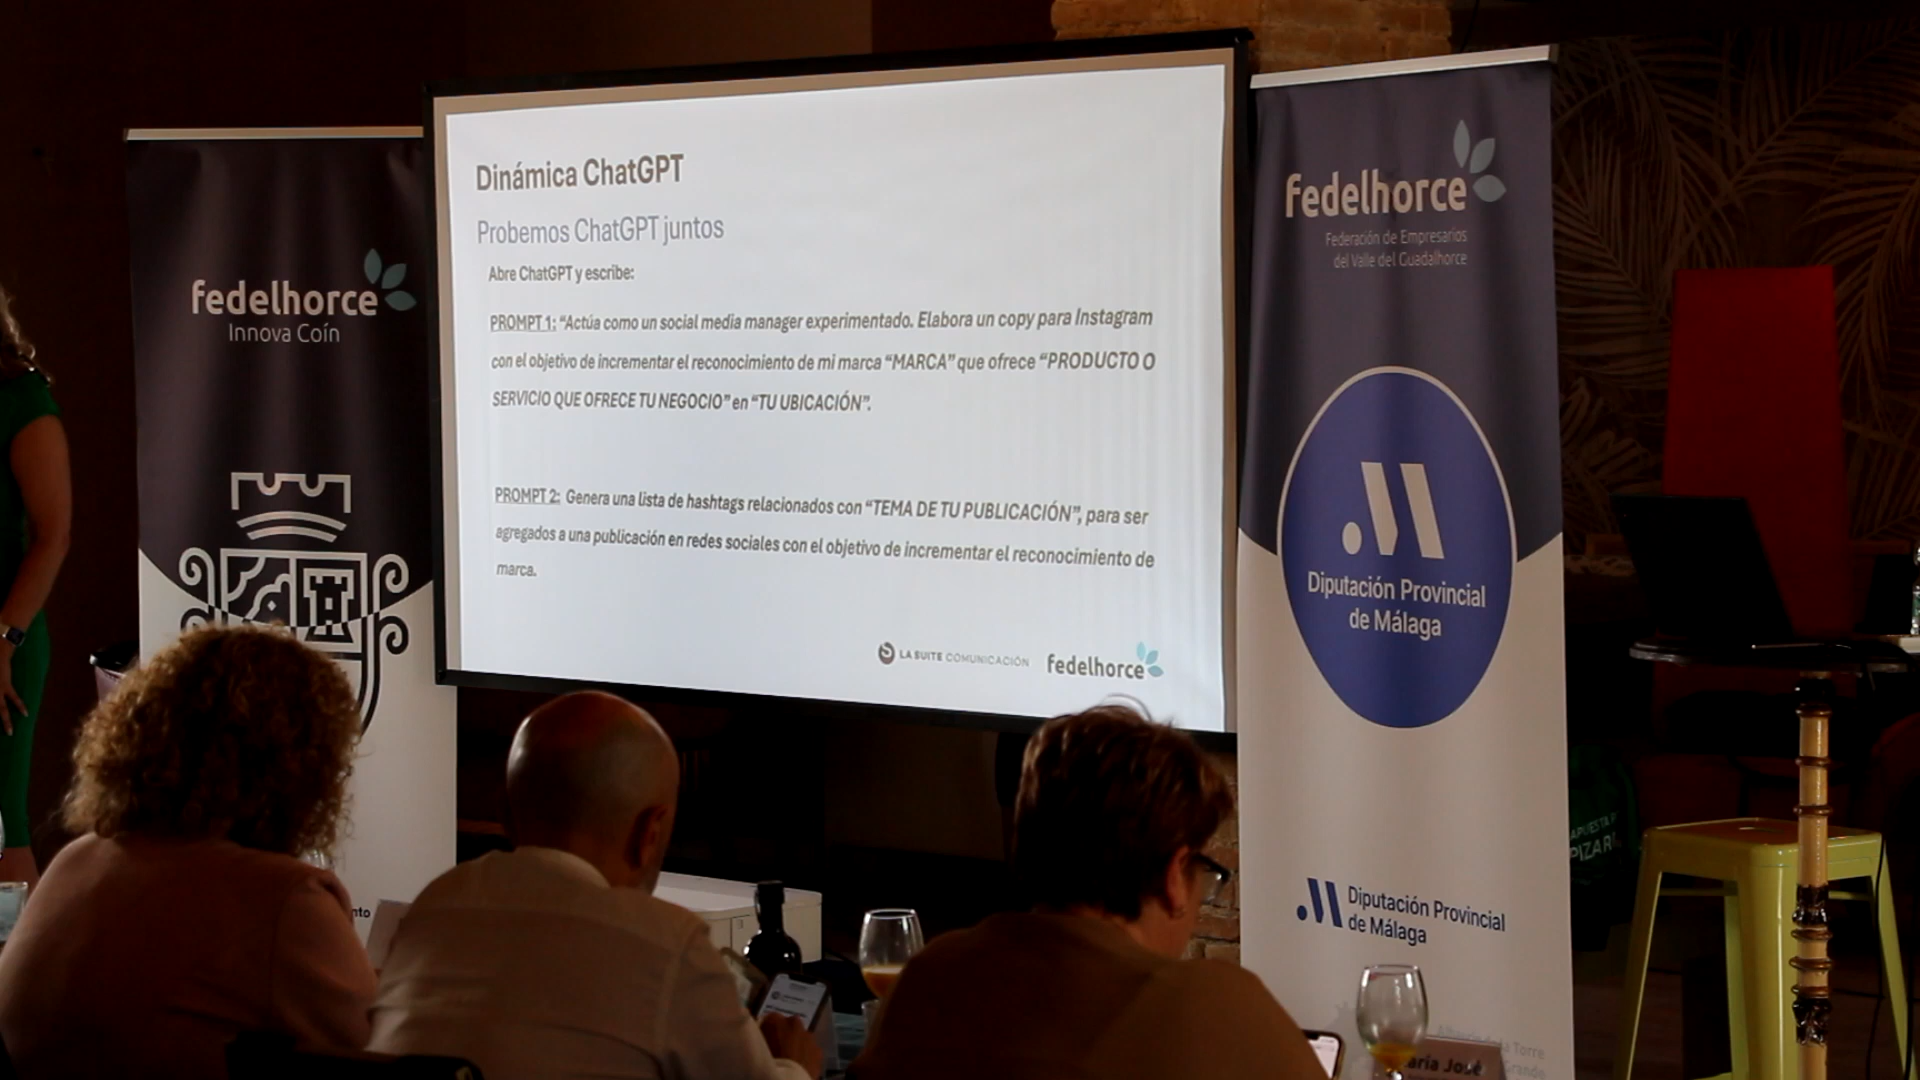 fedelhorce
Innova Coín
Dinámica ChatGPT
Probemos ChatGPT juntos
Abre ChatGPT y escribe:
PROMPT 1: “Actúa como un social media manager experimentado. Elabora un copy para Instagram
con el objetivo de incrementar el reconocimiento de mi marca “MARCA” que ofrece “PRODUCTO O
SERVICIO QUE OFRECE TU NEGOCIO” en “TU UBICACIÓN”.
PROMPT 2: Genera una lista de hashtags relacionados con “TEMA DE TU PUBLICACIÓN”, para ser
agregados a una publicación en redes sociales con el objetivo de incrementar el reconocimiento de
marca.
LA SUITE COMUNICACIÓN
fedelhorce
fedelhorce
Federación de Empresarios
del Valle del Guadalhorce
Diputación Provincial
de Málaga
Diputación Provincial
de Málaga
la Torre
José